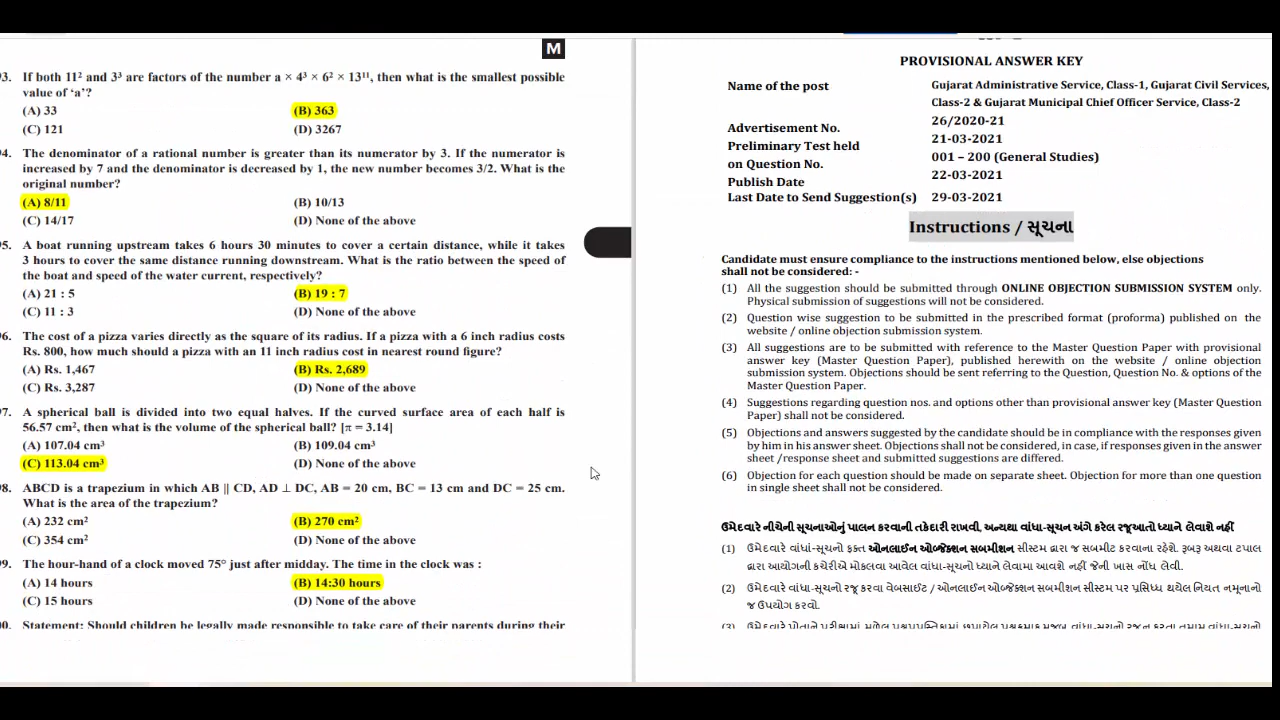 M
93. If both 11² and 3³ are factors of the number a × 4³ × 6² × 13¹¹, then what is the smallest possible
value of ‘a’?
(A) 33 (B) 363
(C) 121 (D) 3267
94. The denominator of a rational number is greater than its numerator by 3. If the numerator is
increased by 7 and the denominator is decreased by 1, the new number becomes 3/2. What is the
original number?
(A) 8/11 (B) 10/13
(C) 14/17 (D) None of the above
95. A boat running upstream takes 6 hours 30 minutes to cover a certain distance, while it takes
3 hours to cover the same distance running downstream. What is the ratio between the speed of
the boat and speed of the water current, respectively?
(A) 21 : 5 (B) 19 : 7
(C) 11 : 3 (D) None of the above
96. The cost of a pizza varies directly as the square of its radius. If a pizza with a 6 inch radius costs
Rs. 800, how much should a pizza with an 11 inch radius cost in nearest round figure?
(A) Rs. 1,467 (B) Rs. 2,689
(C) Rs. 3,287 (D) None of the above
97. A spherical ball is divided into two equal halves. If the curved surface area of each half is
56.57 cm², then what is the volume of the spherical ball? [π = 3.14]
(A) 107.04 cm³ (B) 109.04 cm³
(C) 113.04 cm³ (D) None of the above
98. ABCD is a trapezium in which AB || CD, AD ⊥ DC, AB = 20 cm, BC = 13 cm and DC = 25 cm.
What is the area of the trapezium?
(A) 232 cm² (B) 270 cm²
(C) 354 cm² (D) None of the above
99. The hour-hand of a clock moved 75° just after midday. The time in the clock was :
(A) 14 hours (B) 14:30 hours
(C) 15 hours (D) None of the above
Statement: Should children be legally made responsible to take care of their parents during their
PROVISIONAL ANSWER KEY
Name of the post Gujarat Administrative Service, Class-1, Gujarat Civil Services,
Class-2 & Gujarat Municipal Chief Officer Service, Class-2
Advertisement No. 26/2020-21
Preliminary Test held 21-03-2021
on Question No. 001 – 200 (General Studies)
Publish Date 22-03-2021
Last Date to Send Suggestion(s) 29-03-2021
Instructions / સૂચના
Candidate must ensure compliance to the instructions mentioned below, else objections
shall not be considered: -
(1) All the suggestion should be submitted through ONLINE OBJECTION SUBMISSION SYSTEM only.
Physical submission of suggestions will not be considered.
(2) Question wise suggestion to be submitted in the prescribed format (proforma) published on the
website / online objection submission system.
(3) All suggestions are to be submitted with reference to the Master Question Paper with provisional
answer key (Master Question Paper), published herewith on the website / online objection
submission system. Objections should be sent referring to the Question, Question No. & options of the
Master Question Paper.
(4) Suggestions regarding question nos. and options other than provisional answer key (Master Question
Paper) shall not be considered.
(5) Objections and answers suggested by the candidate should be in compliance with the responses given
by him in his answer sheet. Objections shall not be considered, in case, if responses given in the answer
sheet /response sheet and submitted suggestions are differed.
(6) Objection for each question should be made on separate sheet. Objection for more than one question
in single sheet shall not be considered.
ઉમેદવારે નીચેની સૂચનાઓનું પાલન કરવાની તકેદારી રાખવી, અન્યથા વાંધા-સૂચન અંગે કરેલ રજૂઆતો ધ્યાને લેવાશે નહીં
(1) ઉમેદવારે વાંધાં-સૂચનો ફક્ત ઓનલાઈન ઓબ્જેક્શન સબમીશન સીસ્ટમ દ્વારા જ સબમીટ કરવાના રહેશે. રૂબરૂ અથવા ટપાલ
દ્વારા આયોગની કચેરીએ મોકલવા આવેલ વાંધા-સૂચનો ધ્યાને લેવામા આવશે નહીં જેની ખાસ નોંધ લેવી.
(2) ઉમેદવારે વાંધા-સૂચનો રજૂ કરવા વેબસાઈટ / ઓનલાઈન ઓબ્જેક્શન સબમીશન સીસ્ટમ પર પ્રસિધ્ધ થયેલ નિયત નમૂનાનો
જ ઉપયોગ કરવો.